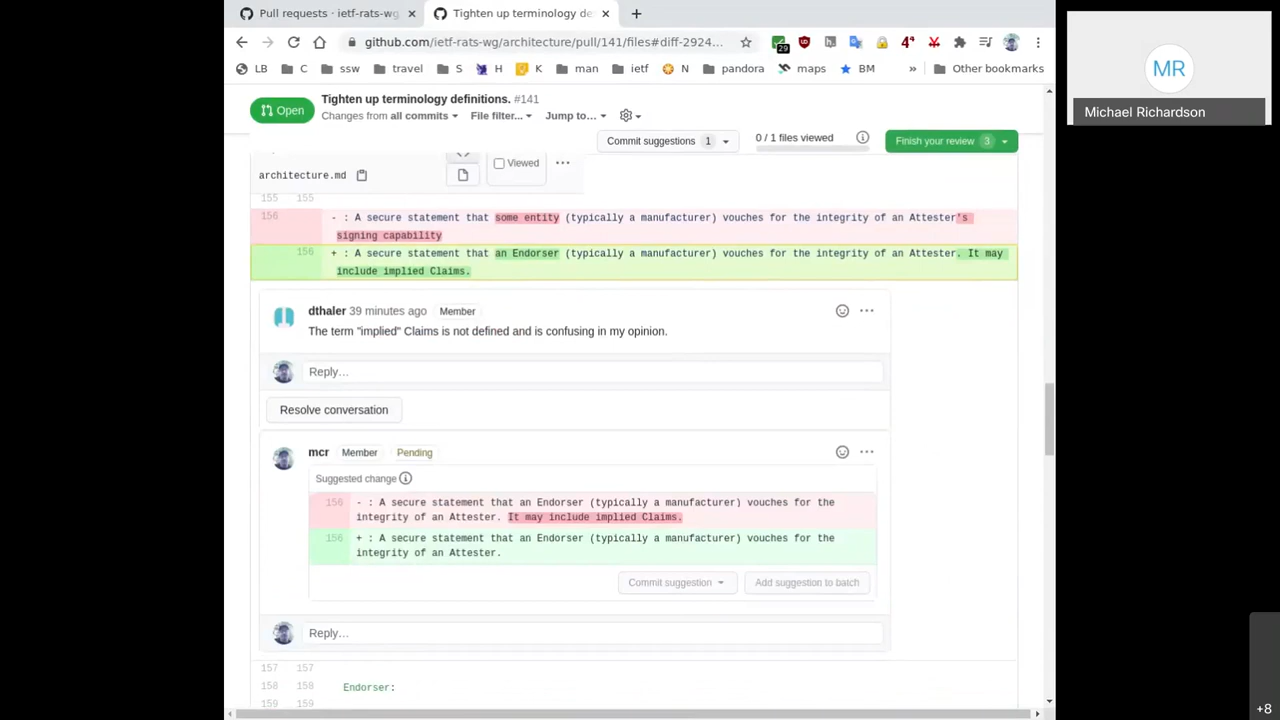 Pull requests · ietf-rats-wg
Tighten up terminology def
github.com/ietf-rats-wg/architecture/pull/141/files#diff-2924...
29
4
LB
C
ssw
travel
S
H
K
man
ietf
N
pandora
maps
BM
»
Other bookmarks
Open
Tighten up terminology definitions. #141
Changes from all commits
File filter...
Jump to...
Commit suggestions 1
0 / 1 files viewed
Finish your review 3
Viewed
architecture.md
155 155
156 - : A secure statement that some entity (typically a manufacturer) vouches for the integrity of an Attester's
signing capability
156 + : A secure statement that an Endorser (typically a manufacturer) vouches for the integrity of an Attester. It may
include implied Claims.
dthaler 39 minutes ago Member
The term "implied" Claims is not defined and is confusing in my opinion.
Reply...
Resolve conversation
mcr Member Pending
Suggested change
156 - : A secure statement that an Endorser (typically a manufacturer) vouches for the
integrity of an Attester. It may include implied Claims.
156 + : A secure statement that an Endorser (typically a manufacturer) vouches for the
integrity of an Attester.
Commit suggestion
Add suggestion to batch
Reply...
157 157
158 158 Endorser:
159 159
MR
Michael Richardson
+8